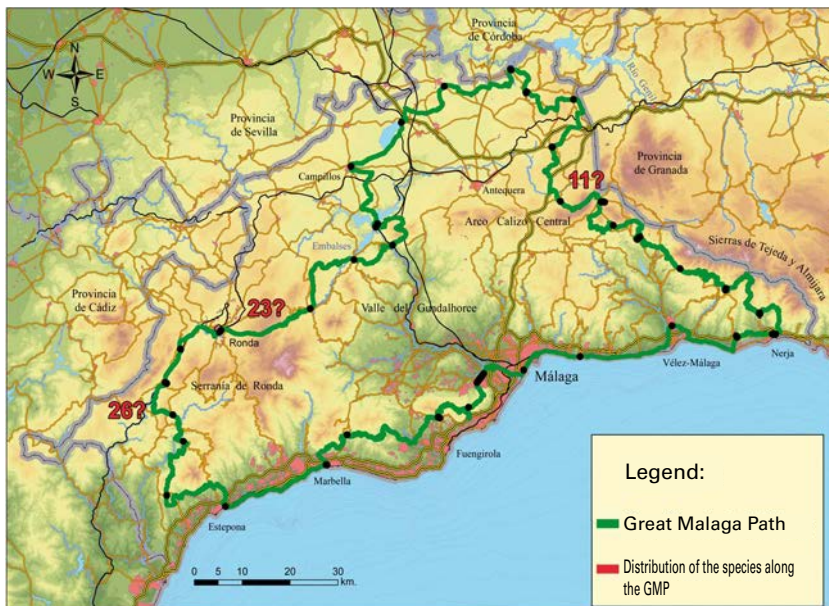 Provincia
de Córdoba
N
W E
S
Río Genil
Provincia
de Sevilla
Provincia
de Granada
Campillos
Antequera
11?
Arco Calizo Central
Embalses
Sierras de Tejeda y Almijara
Provincia
de Cádiz
23?
Valle del Guadalhorce
Ronda
Vélez-Málaga
Nerja
Málaga
Serranía de Ronda
26?
Fuengirola
Marbella
Estepona
0 5 10 20 30
km.
Legend:
Great Malaga Path
Distribution of the species along
the GMP